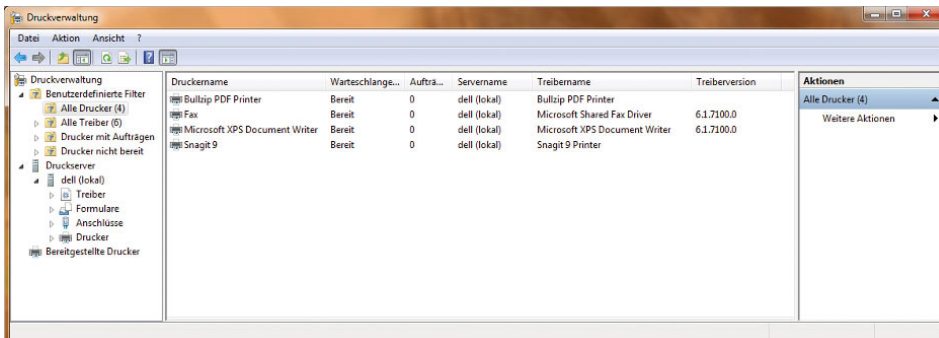 Druckverwaltung
Datei Aktion Ansicht ?
Druckverwaltung
Benutzerdefinierte Filter
Alle Drucker (4)
Alle Treiber (6)
Drucker mit Aufträgen
Drucker nicht bereit
Druckserver
dell (lokal)
Treiber
Formulare
Anschlüsse
Drucker
Bereitgestellte Drucker
Druckername Warteschlange... Aufträ... Servername Treibername Treiberversion
Bullzip PDF Printer Bereit 0 dell (lokal) Bullzip PDF Printer
Fax Bereit 0 dell (lokal) Microsoft Shared Fax Driver 6.1.7100.0
Microsoft XPS Document Writer Bereit 0 dell (lokal) Microsoft XPS Document Writer 6.1.7100.0
Snagit 9 Bereit 0 dell (lokal) Snagit 9 Printer
Aktionen
Alle Drucker (4)
Weitere Aktionen